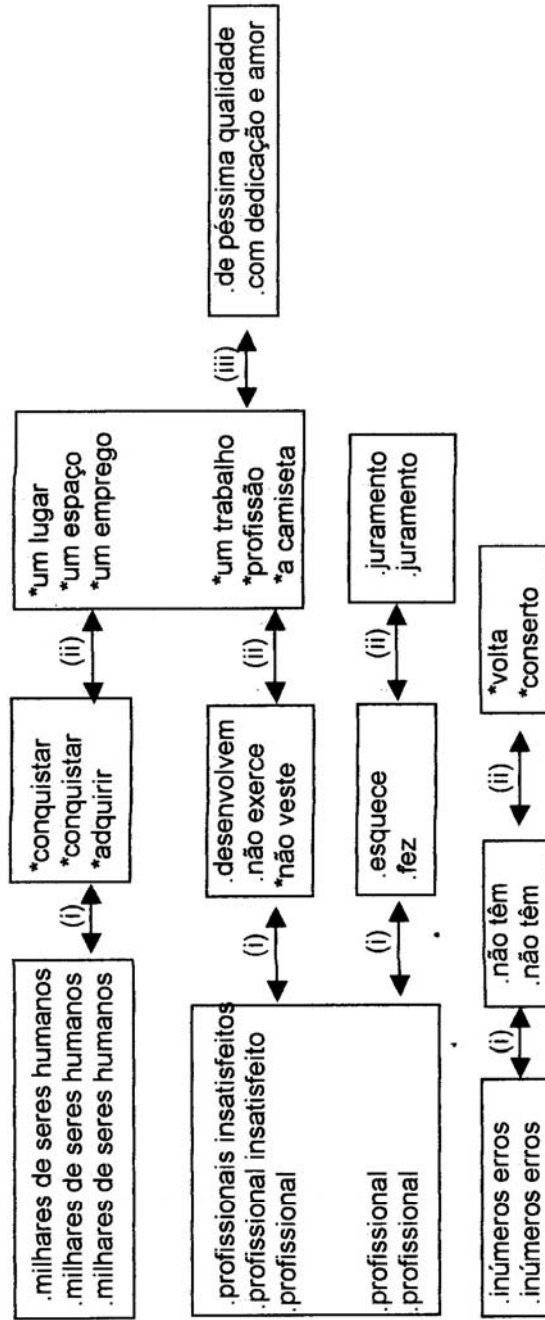 .milhares de seres humanos
.milhares de seres humanos
.milhares de seres humanos
(i)
*conquistar
*conquistar
*adquirir
(ii)
*um lugar
*um espaço
*um emprego
.profissionais insatisfeitos
.profissional insatisfeito
.profissional
(i)
.desenvolvem
.não exerce
*não veste
(ii)
*um trabalho
*profissão
*a camiseta
(iii)
.de péssima qualidade
.com dedicação e amor
.profissional
.profissional
(i)
.esquece
.fez
(ii)
.juramento
.juramento
.inúmeros erros
.inúmeros erros
(i)
.não têm
.não têm
(ii)
*volta
*conserto